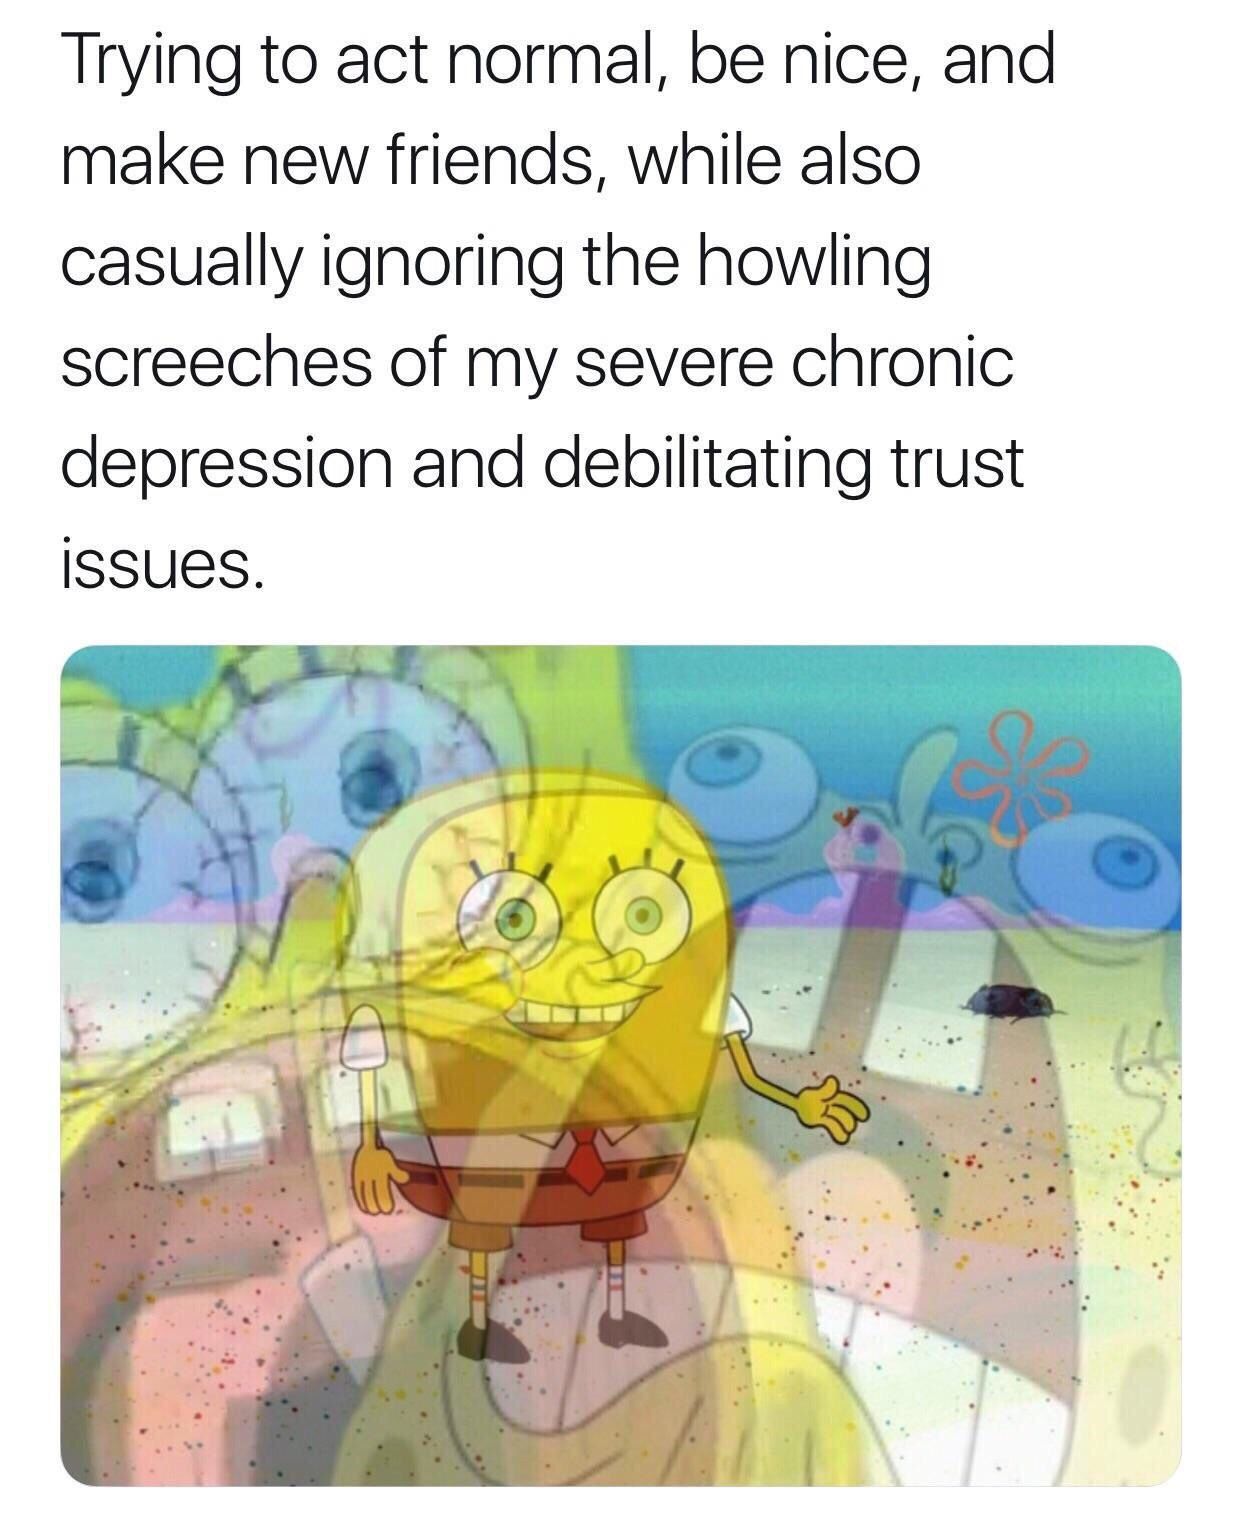 Trying to act normal, be nice, and
make new friends, while also
casually ignoring the howling
screeches of my severe chronic
depression and debilitating trust
issues.